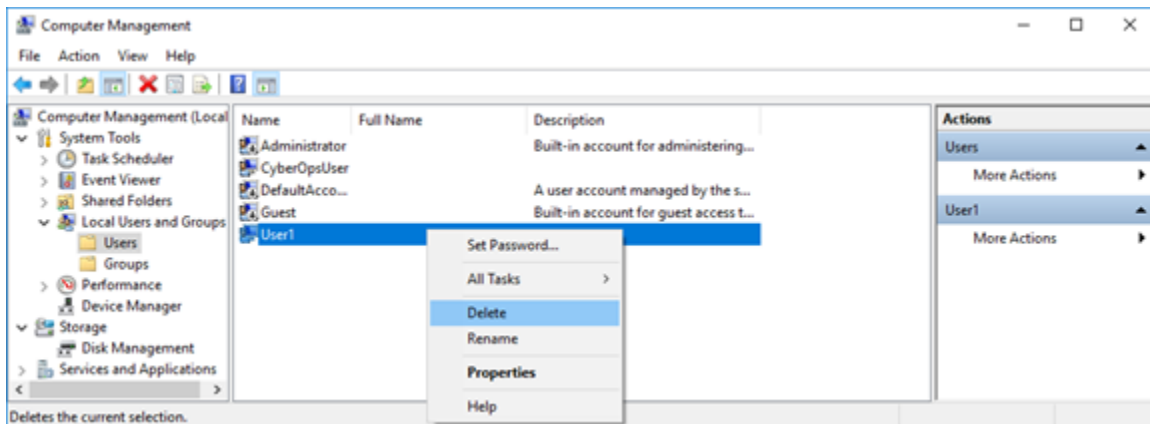 Computer Management
File Action View Help
Computer Management (Local
System Tools
Task Scheduler
Event Viewer
Shared Folders
Local Users and Groups
Users
Groups
Performance
Device Manager
Storage
Disk Management
Services and Applications
Name Full Name Description
Administrator Built-in account for administering...
CyberOpsUser
DefaultAcco... A user account managed by the s...
Guest Built-in account for guest access t...
User1
Set Password...
All Tasks
Delete
Rename
Properties
Help
Actions
Users
More Actions
User1
More Actions
Deletes the current selection.